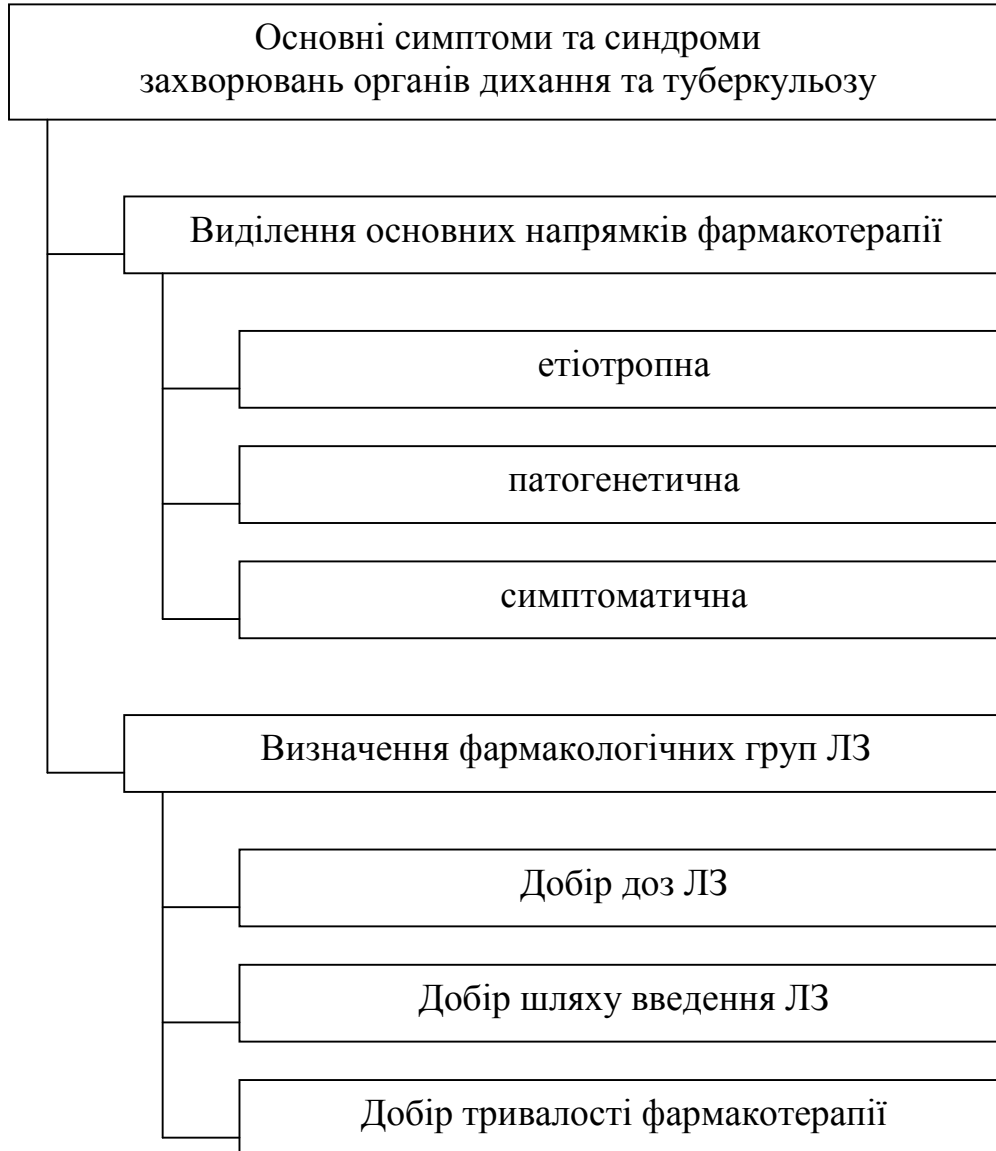 Основні симптоми та синдроми
захворювань органів дихання та туберкульозу
Виділення основних напрямків фармакотерапії
етіотропна
патогенетична
симптоматична
Визначення фармакологічних груп ЛЗ
Добір доз ЛЗ
Добір шляху введення ЛЗ
Добір тривалості фармакотерапії